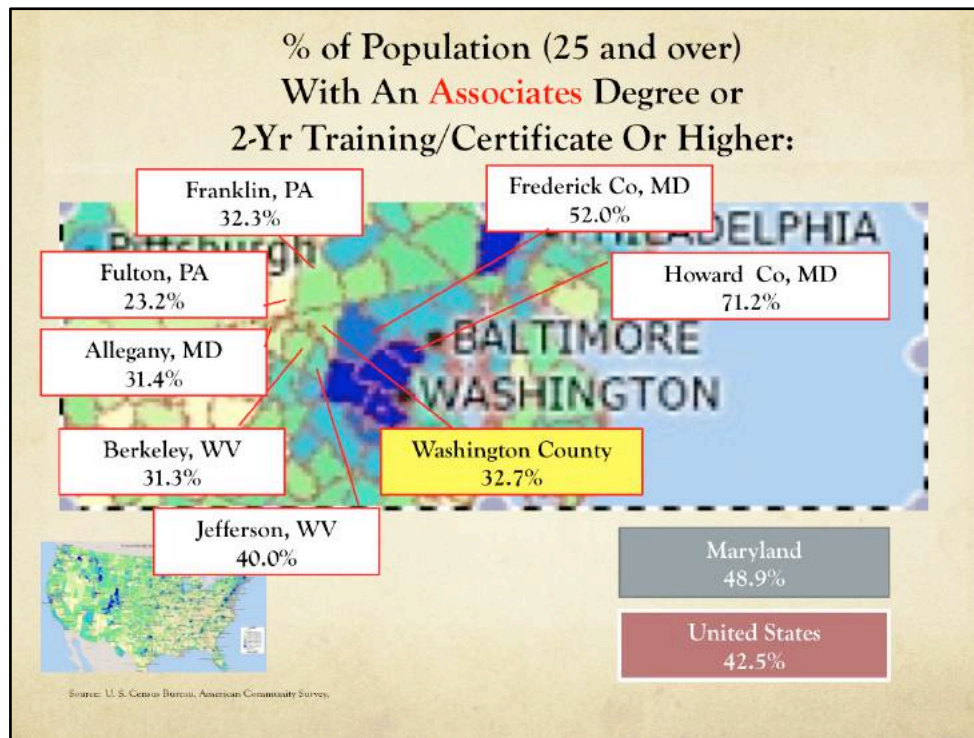 % of Population (25 and over)
With An Associates Degree or
2-Yr Training/Certificate Or Higher:
Franklin, PA
32.3%
Frederick Co, MD
52.0%
Pittsburgh
PHILADELPHIA
Fulton, PA
23.2%
Howard Co, MD
71.2%
Allegany, MD
31.4%
BALTIMORE
WASHINGTON
Berkeley, WV
31.3%
Washington County
32.7%
Jefferson, WV
40.0%
Maryland
48.9%
United States
42.5%
Source: U. S. Census Bureau, American Community Survey.